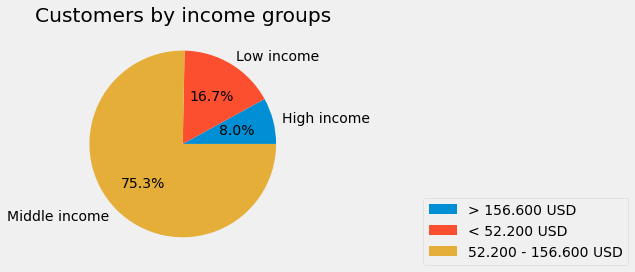 Customers by income groups
Low income
16.7%
High income
8.0%
75.3%
Middle income
> 156.600 USD
< 52.200 USD
52.200 - 156.600 USD